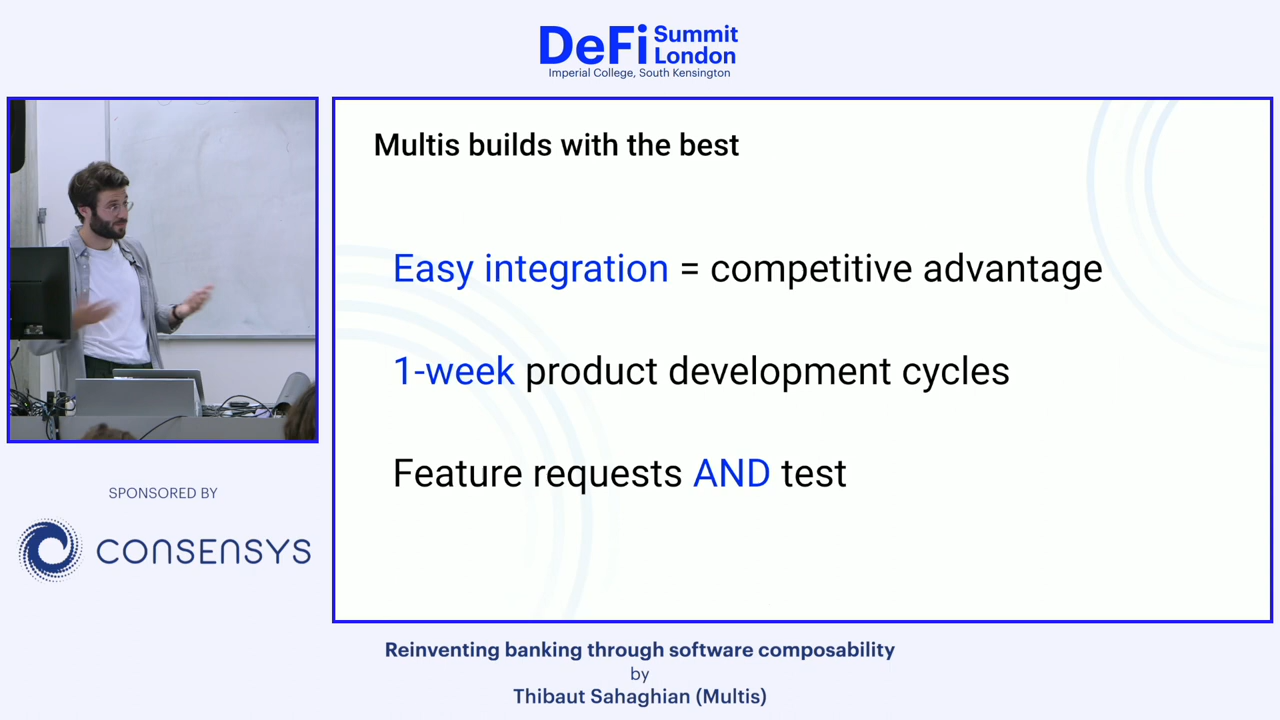 DeFi Summit London
Imperial College, South Kensington
Multis builds with the best
Easy integration = competitive advantage
1-week product development cycles
Feature requests AND test
SPONSORED BY
CONSENSYS
Reinventing banking through software composability
by
Thibaut Sahaghian (Multis)